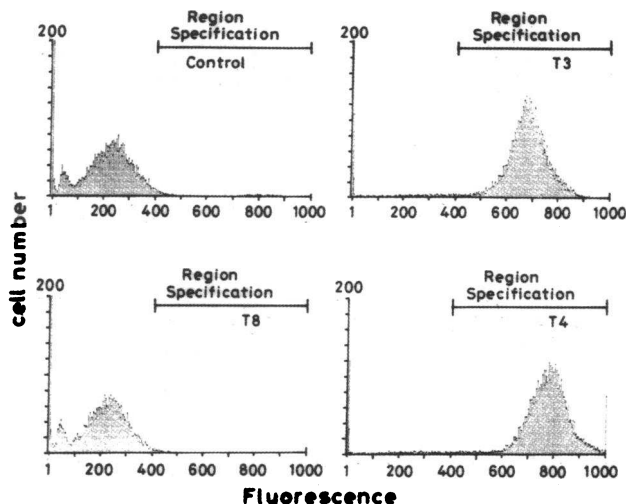 Region
Specification
200
Control
1 200 400 600 800 1000
Region
Specification
200
T3
1 200 400 600 800 1000
cell number
Region
Specification
200
T8
1 200 400 600 800 1000
Region
Specification
200
T4
1 200 400 600 800 1000
Fluorescence